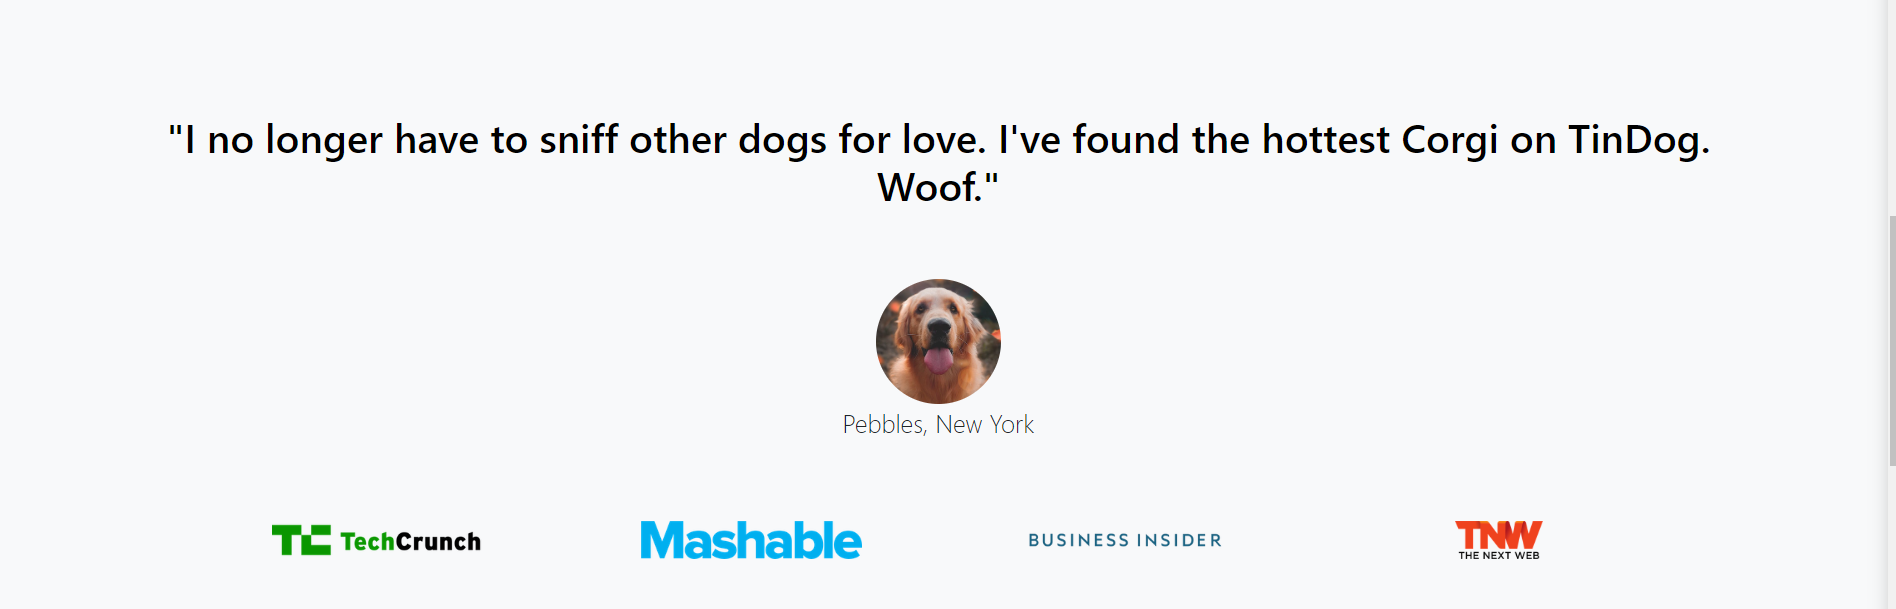 "I no longer have to sniff other dogs for love. I've found the hottest Corgi on TinDog.
Woof."
Pebbles, New York
TC TechCrunch
Mashable
BUSINESS INSIDER
TNW
THE NEXT WEB